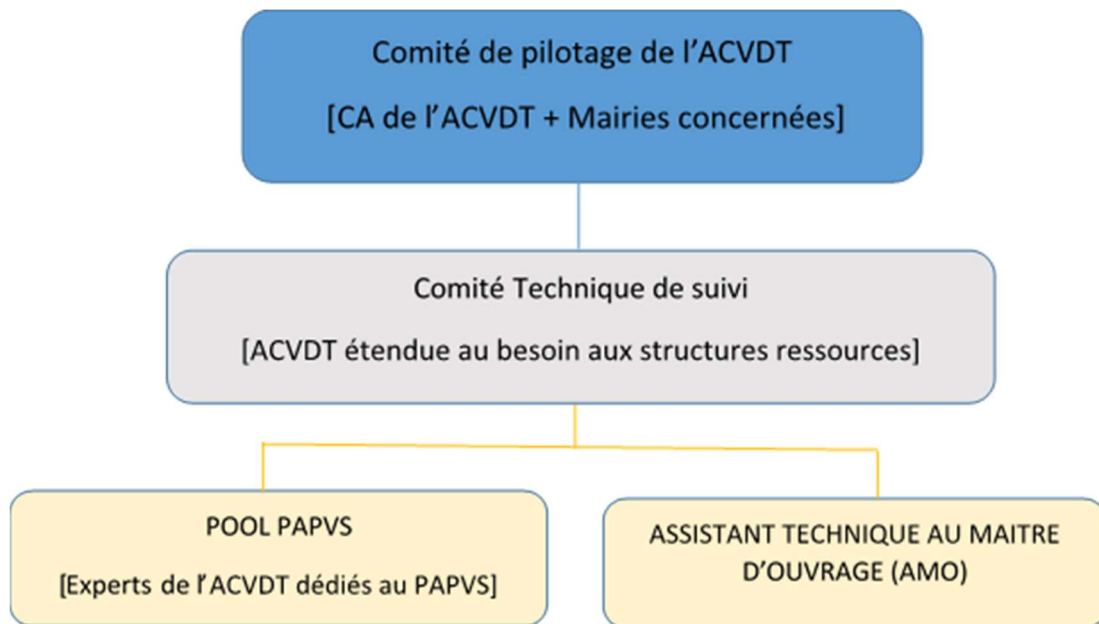 Comité de pilotage de l’ACVDT
[CA de l’ACVDT + Mairies concernées]
Comité Technique de suivi
[ACVDT étendue au besoin aux structures ressources]
POOL PAPVS
[Experts de l’ACVDT dédiés au PAPVS]
ASSISTANT TECHNIQUE AU MAITRE
D’OUVRAGE (AMO)